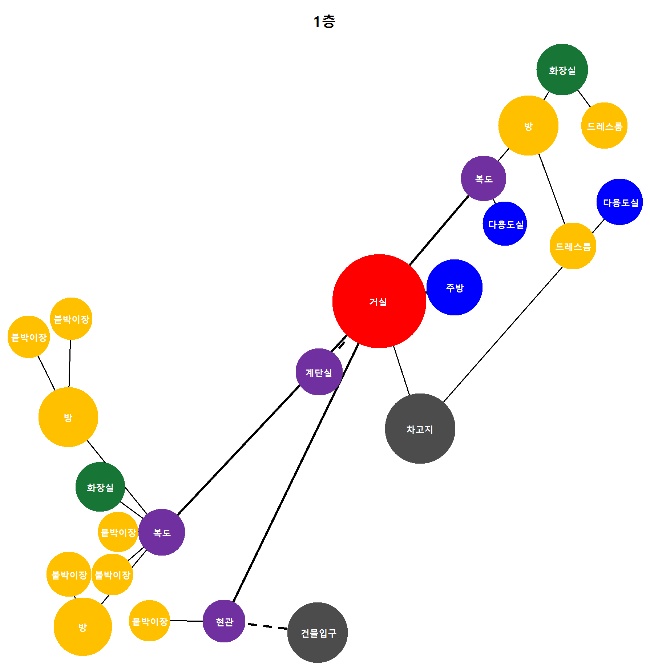 1층
화장실
방
드레스룸
복도
다용도실
다용도실
드레스룸
거실
주방
붙박이장
붙박이장
계단실
방
차고지
화장실
붙박이장
복도
붙박이장
붙박이장
방
붙박이장
현관
건물입구